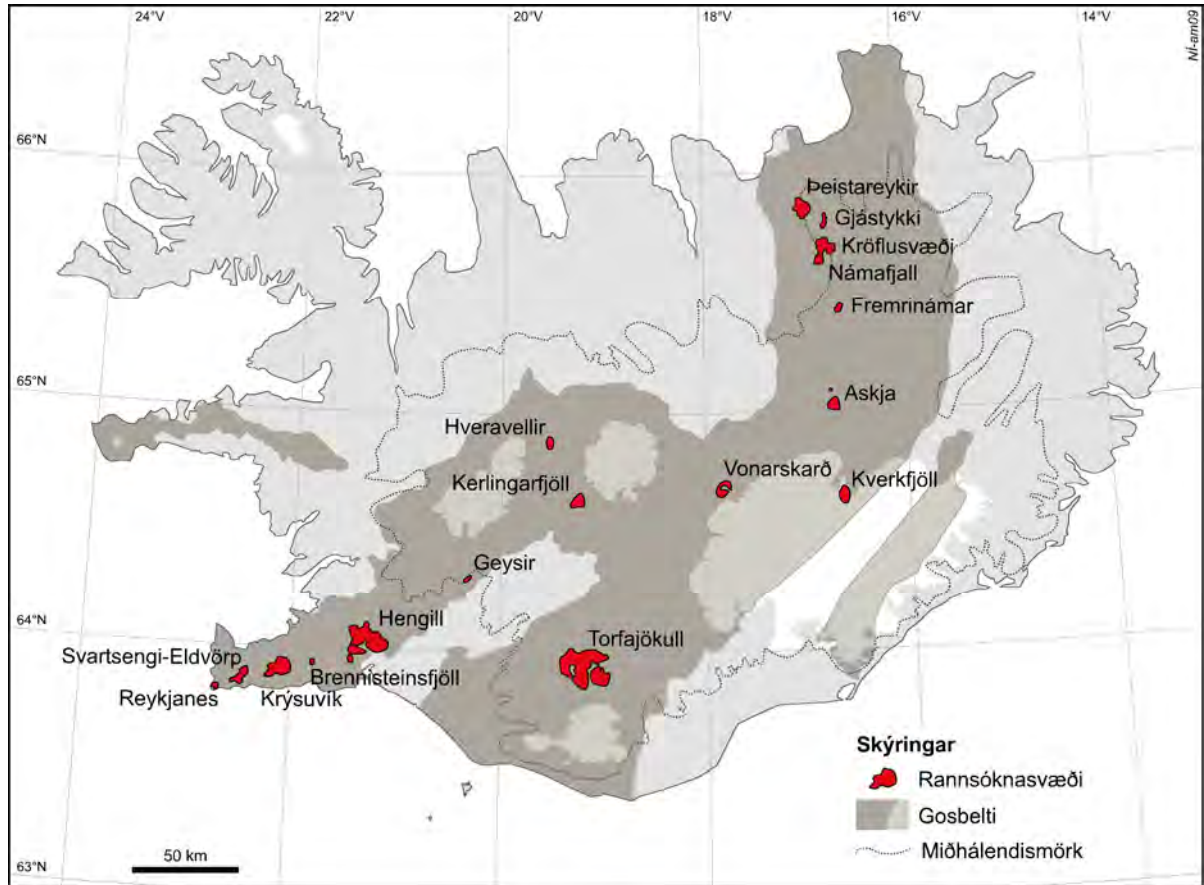 24°V
22°V
20°V
18°V
16°V
14°V
NÍ-am09
66°N
65°N
64°N
63°N
Þeistareykir
Gjástykki
Kröflusvæði
Námafjall
Fremrinámar
Askja
Hveravellir
Kerlingarfjöll
Vonarskarð
Kverkfjöll
Geysir
Hengill
Torfajökull
Svartsengi-Eldvörp
Brennisteinsfjöll
Reykjanes
Krýsuvík
Skýringar
Rannsóknasvæði
Gosbelti
Miðhálendismörk
50 km